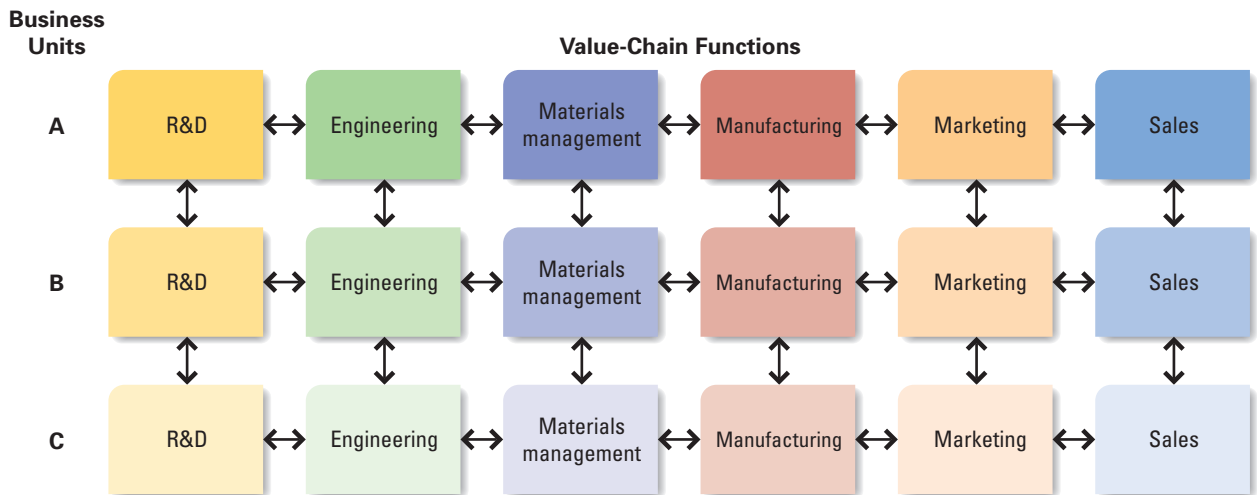 Business
Units
Value-Chain Functions
A
R&D
Engineering
Materials
management
Manufacturing
Marketing
Sales
B
R&D
Engineering
Materials
management
Manufacturing
Marketing
Sales
C
R&D
Engineering
Materials
management
Manufacturing
Marketing
Sales